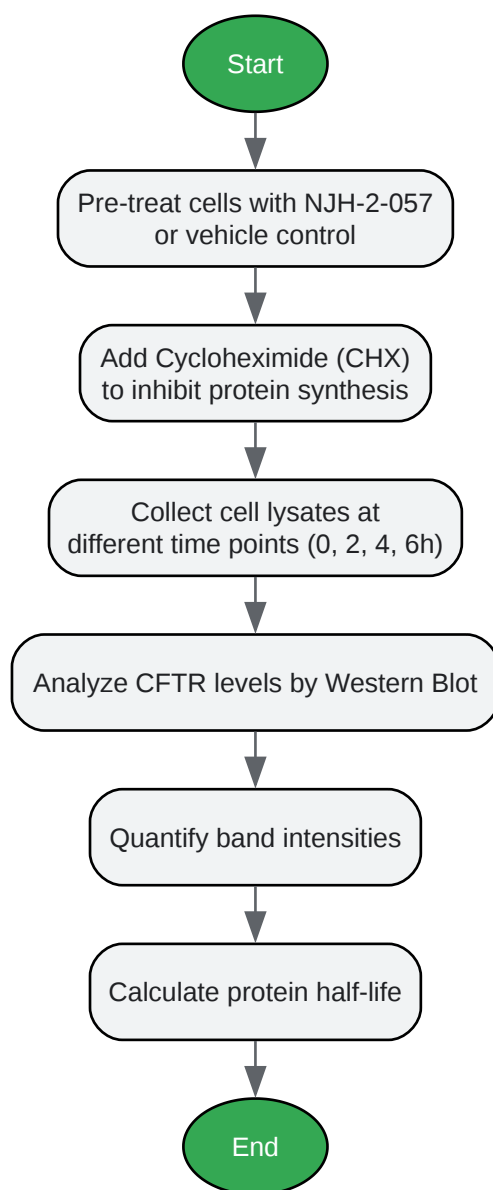 Start
Pre-treat cells with NJH-2-057
or vehicle control
Add Cycloheximide (CHX)
to inhibit protein synthesis
Collect cell lysates at
different time points (0, 2, 4, 6h)
Analyze CFTR levels by Western Blot
Quantify band intensities
Calculate protein half-life
End